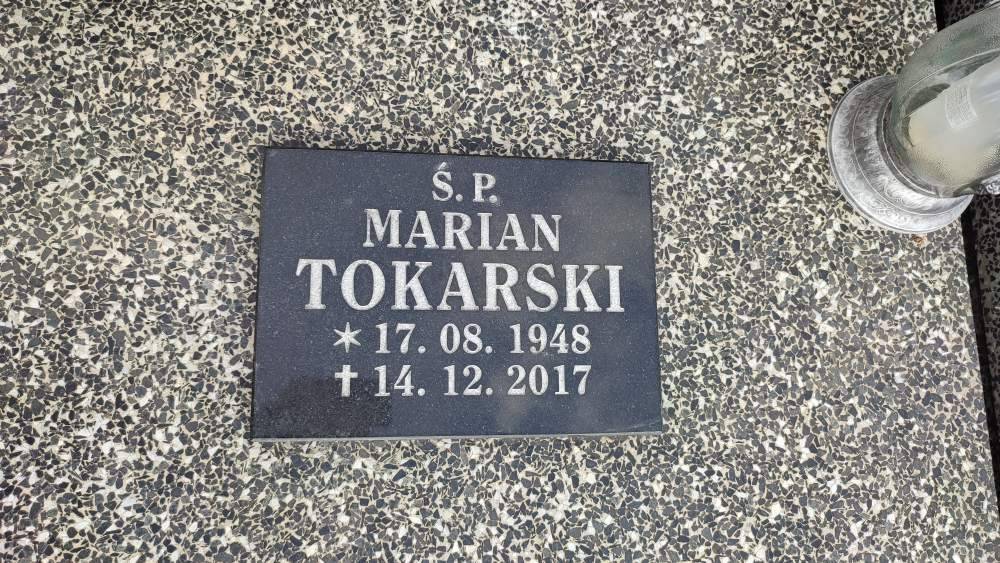 Ś. P.
MARIAN
TOKARSKI
* 17. 08. 1948
✝ 14. 12. 2017